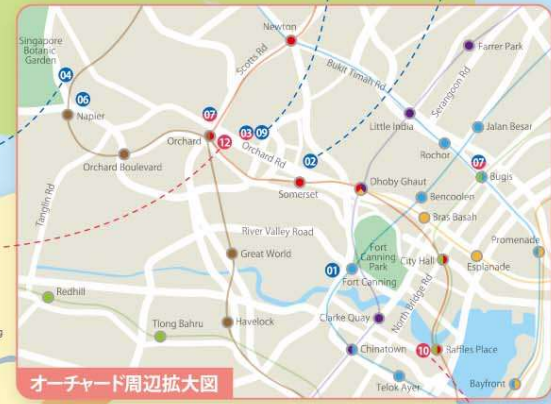 Singapore
Botanic
Garden
Newton
Scotts Rd
Farrer Park
04
06
Napier
07
03
09
12
Bukit Timah Rd
Serangoon Rd
Little India
Jalan Besar
Rochor
Orchard
Orchard Rd
02
07
Bugis
Orchard Boulevard
Tanglin Rd
Somerset
Dhoby Ghaut
Bencoolen
Bras Basah
River Valley Road
Fort
Canning
Park
Promenade
Great World
01
Fort Canning
City Hall
Esplanade
North Bridge Rd
Redhill
Havelock
Clarke Quay
Tlong Bahru
10
Raffles Place
Chinatown
Telok Ayer
Bayfront
オーチャード周辺拡大図